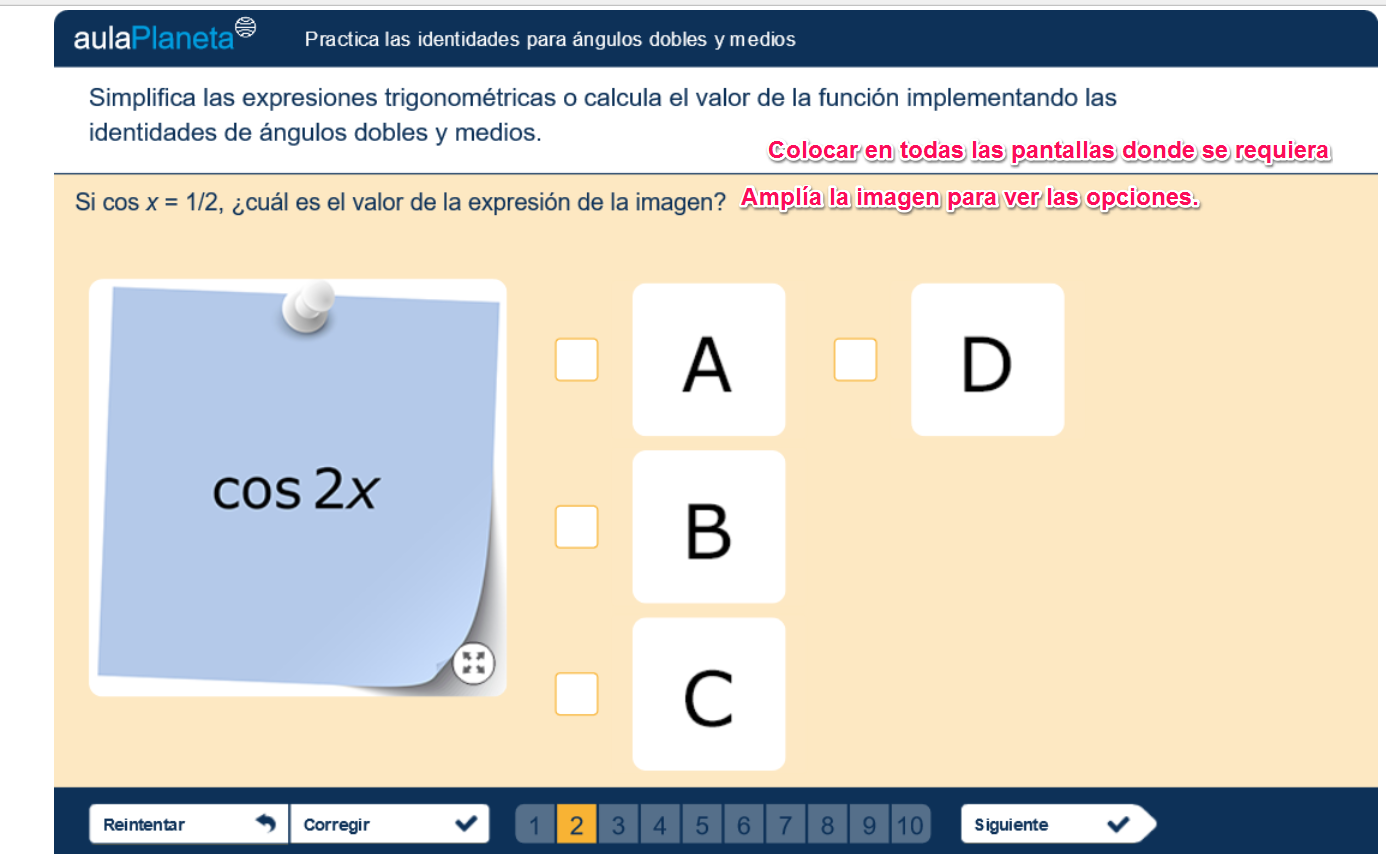 aulaPlaneta Practica las identidades para ángulos dobles y medios
Simplifica las expresiones trigonométricas o calcula el valor de la función implementando las
identidades de ángulos dobles y medios.
Colocar en todas las pantallas donde se requiera
Si cos x = 1/2, ¿cuál es el valor de la expresión de la imagen? Amplía la imagen para ver las opciones.
cos 2x
A
D
B
C
Reintentar Corregir 1 2 3 4 5 6 7 8 9 10 Siguiente